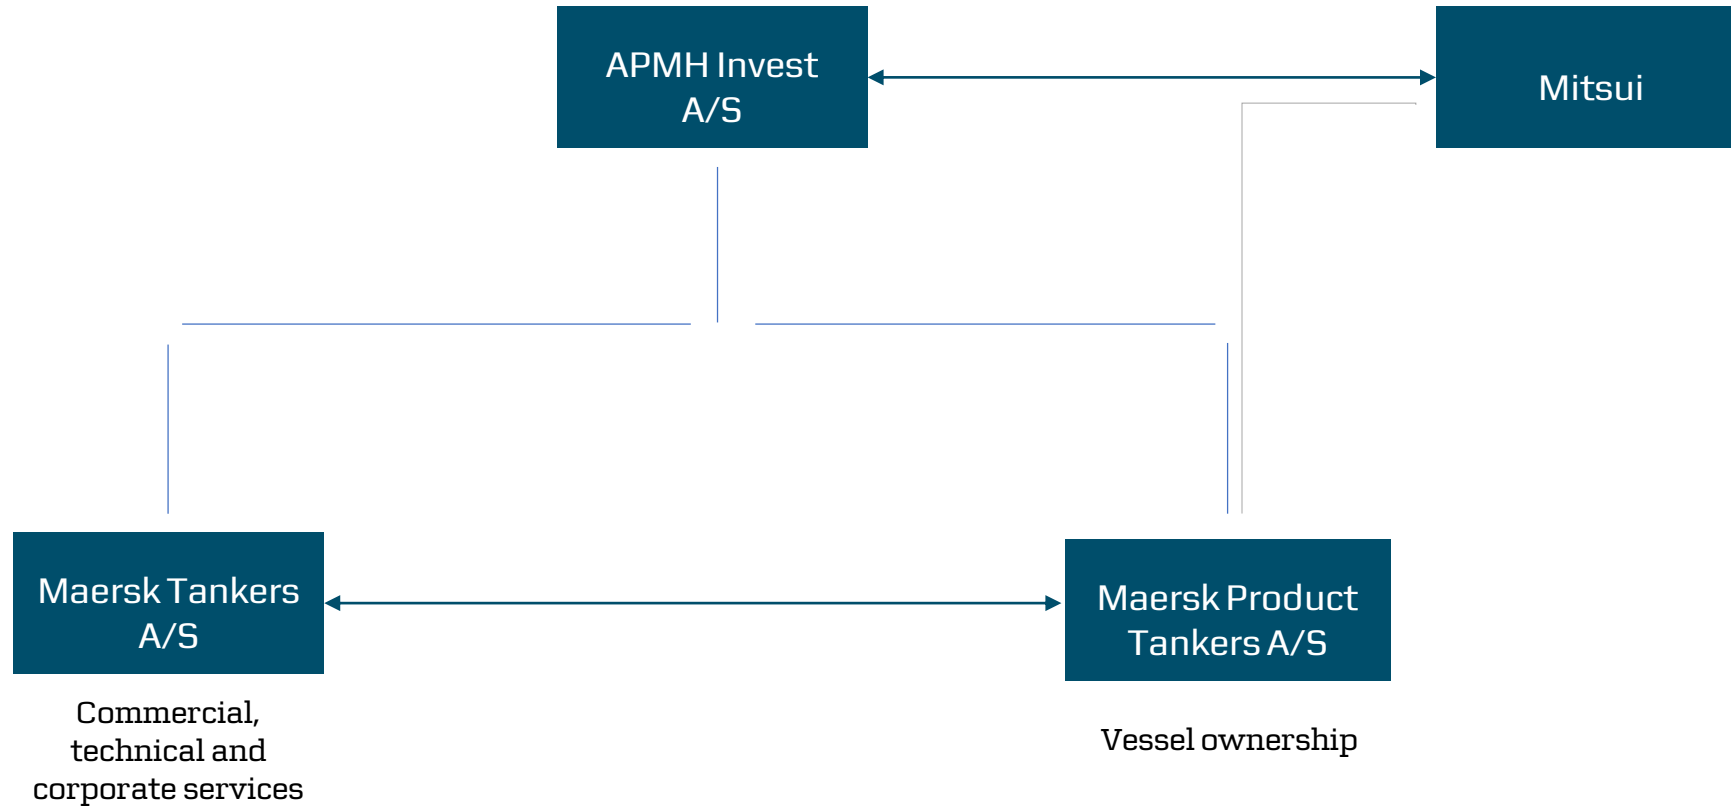 APMH Invest
A/S
Mitsui
Maersk Tankers
A/S
Maersk Product
Tankers A/S
Commercial,
technical and
corporate services
Vessel ownership